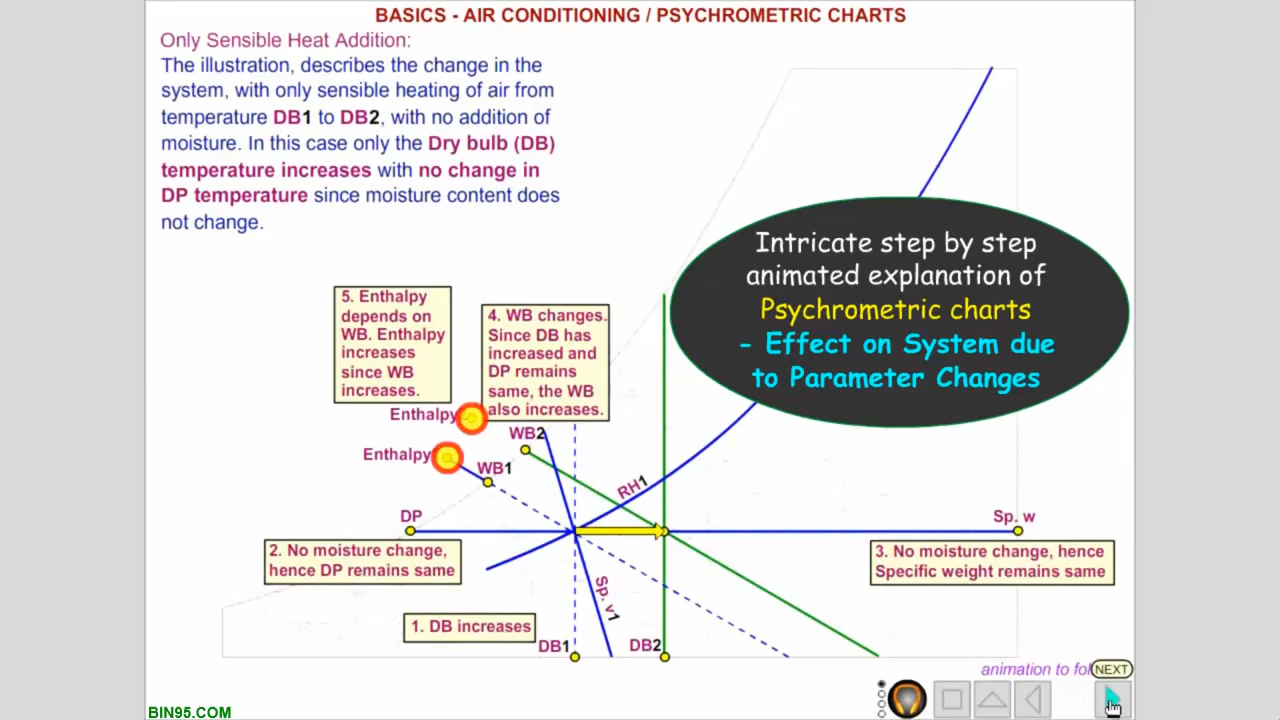 BASICS - AIR CONDITIONING / PSYCHROMETRIC CHARTS
Only Sensible Heat Addition:
The illustration, describes the change in the
system, with only sensible heating of air from
temperature DB1 to DB2, with no addition of
moisture. In this case only the Dry bulb (DB)
temperature increases with no change in
DP temperature since moisture content does
not change.
Intricate step by step
animated explanation of
Psychrometric charts
- Effect on System due
to Parameter Changes
5. Enthalpy
depends on
WB. Enthalpy
increases
since WB
increases.
4. WB changes.
Since DB has
increased and
DP remains
same, the WB
also increases.
Enthalpy
WB2
Enthalpy
WB1
RH1
DP
Sp. w
2. No moisture change,
hence DP remains same
3. No moisture change, hence
Specific weight remains same
Sp. v1
1. DB increases
DB1
DB2
animation to fol
NEXT
BIN95.COM